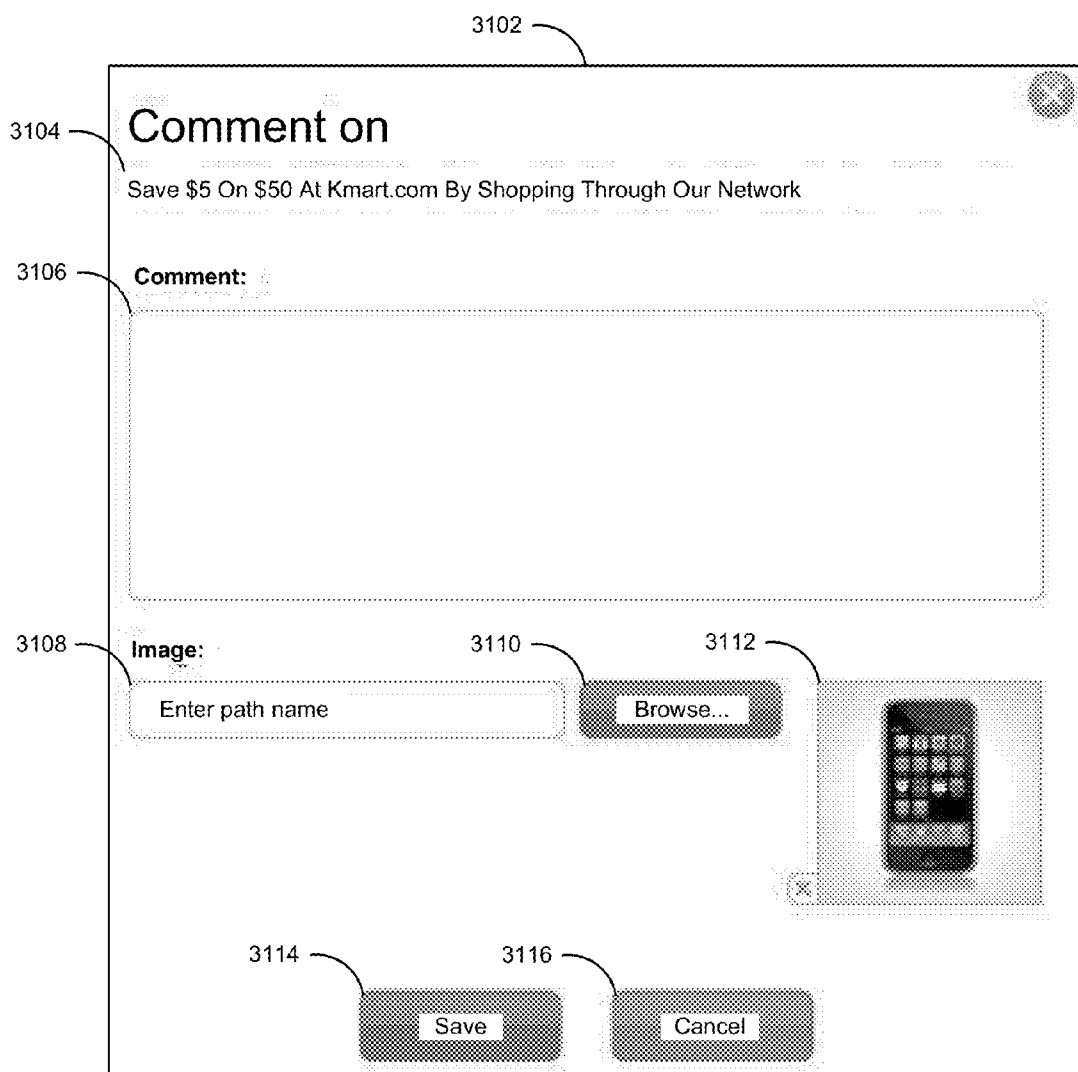 3102
Comment on
3104
Save $5 On $50 At Kmart.com By Shopping Through Our Network
3106
Comment:
3108
Image:
3110
3112
Enter path name
Browse...
3114
3116
Save
Cancel